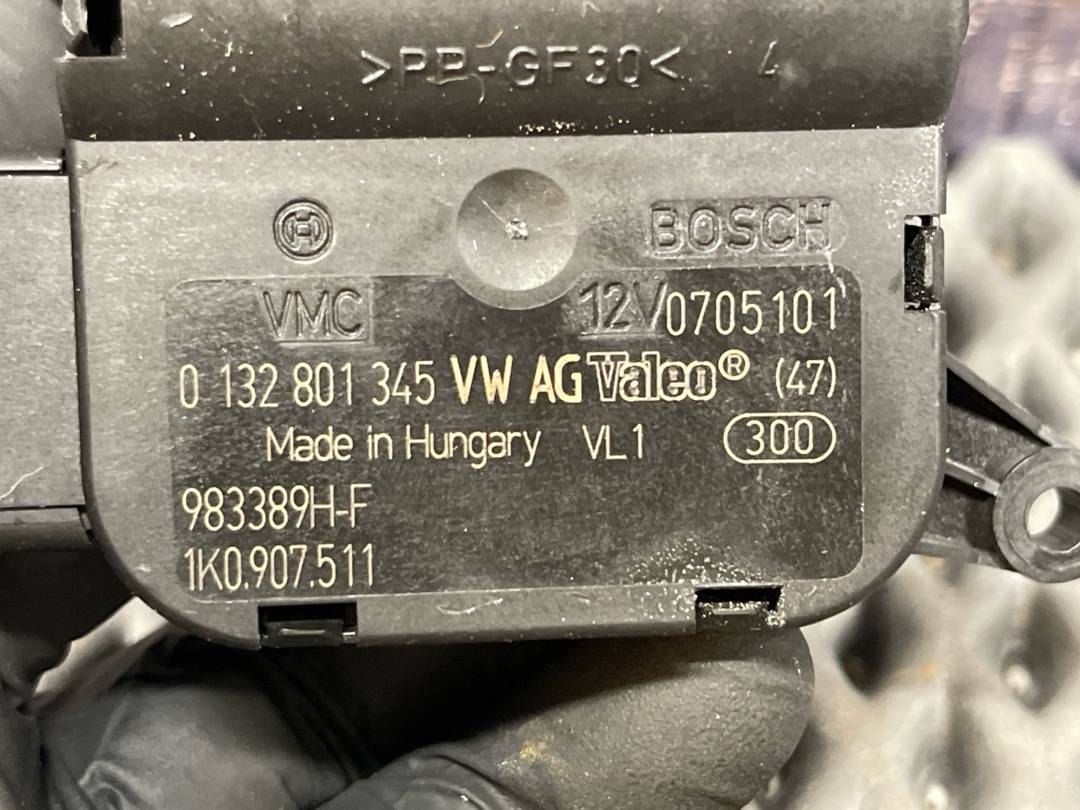 >PP-GF30< 4
BOSCH
VMC 12V 0705101
0 132 801 345 VW AG Valeo® (47)
Made in Hungary VL1 300
983389H-F
1K0.907.511